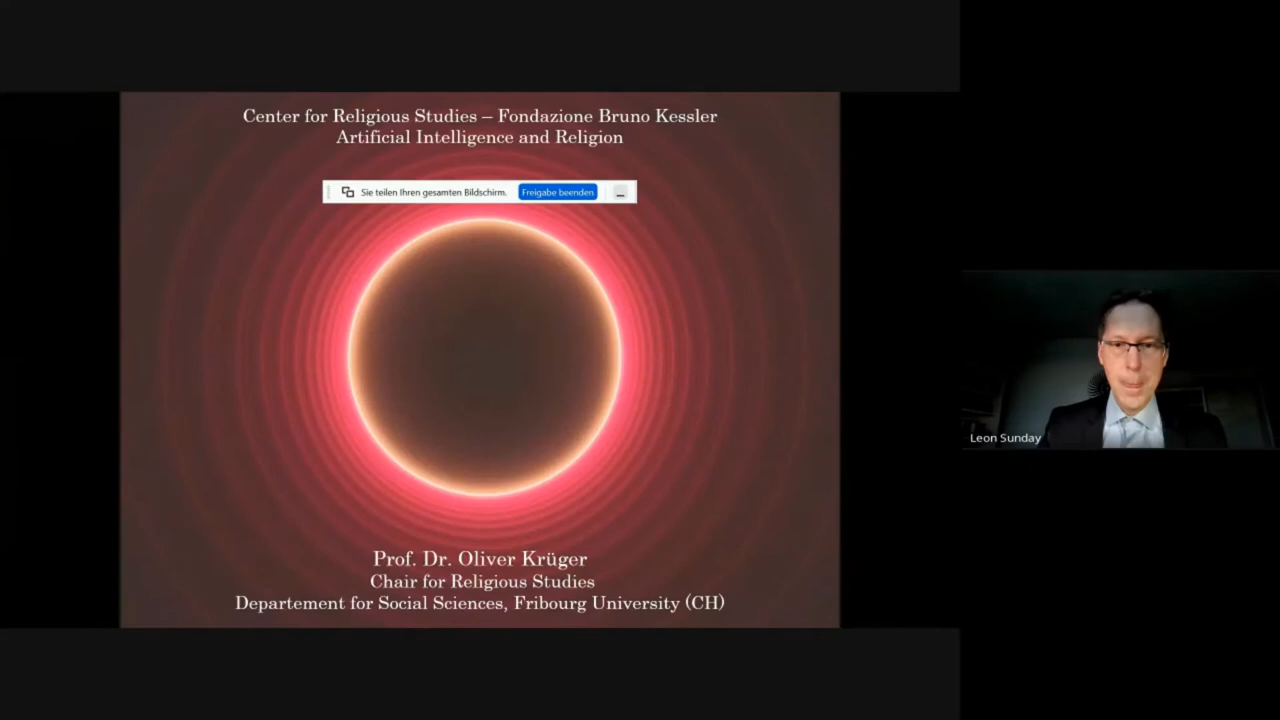 Center for Religious Studies – Fondazione Bruno Kessler
Artificial Intelligence and Religion
Sie teilen Ihren gesamten Bildschirm. Freigabe beenden
Leon Sunday
Prof. Dr. Oliver Krüger
Chair for Religious Studies
Departement for Social Sciences, Fribourg University (CH)